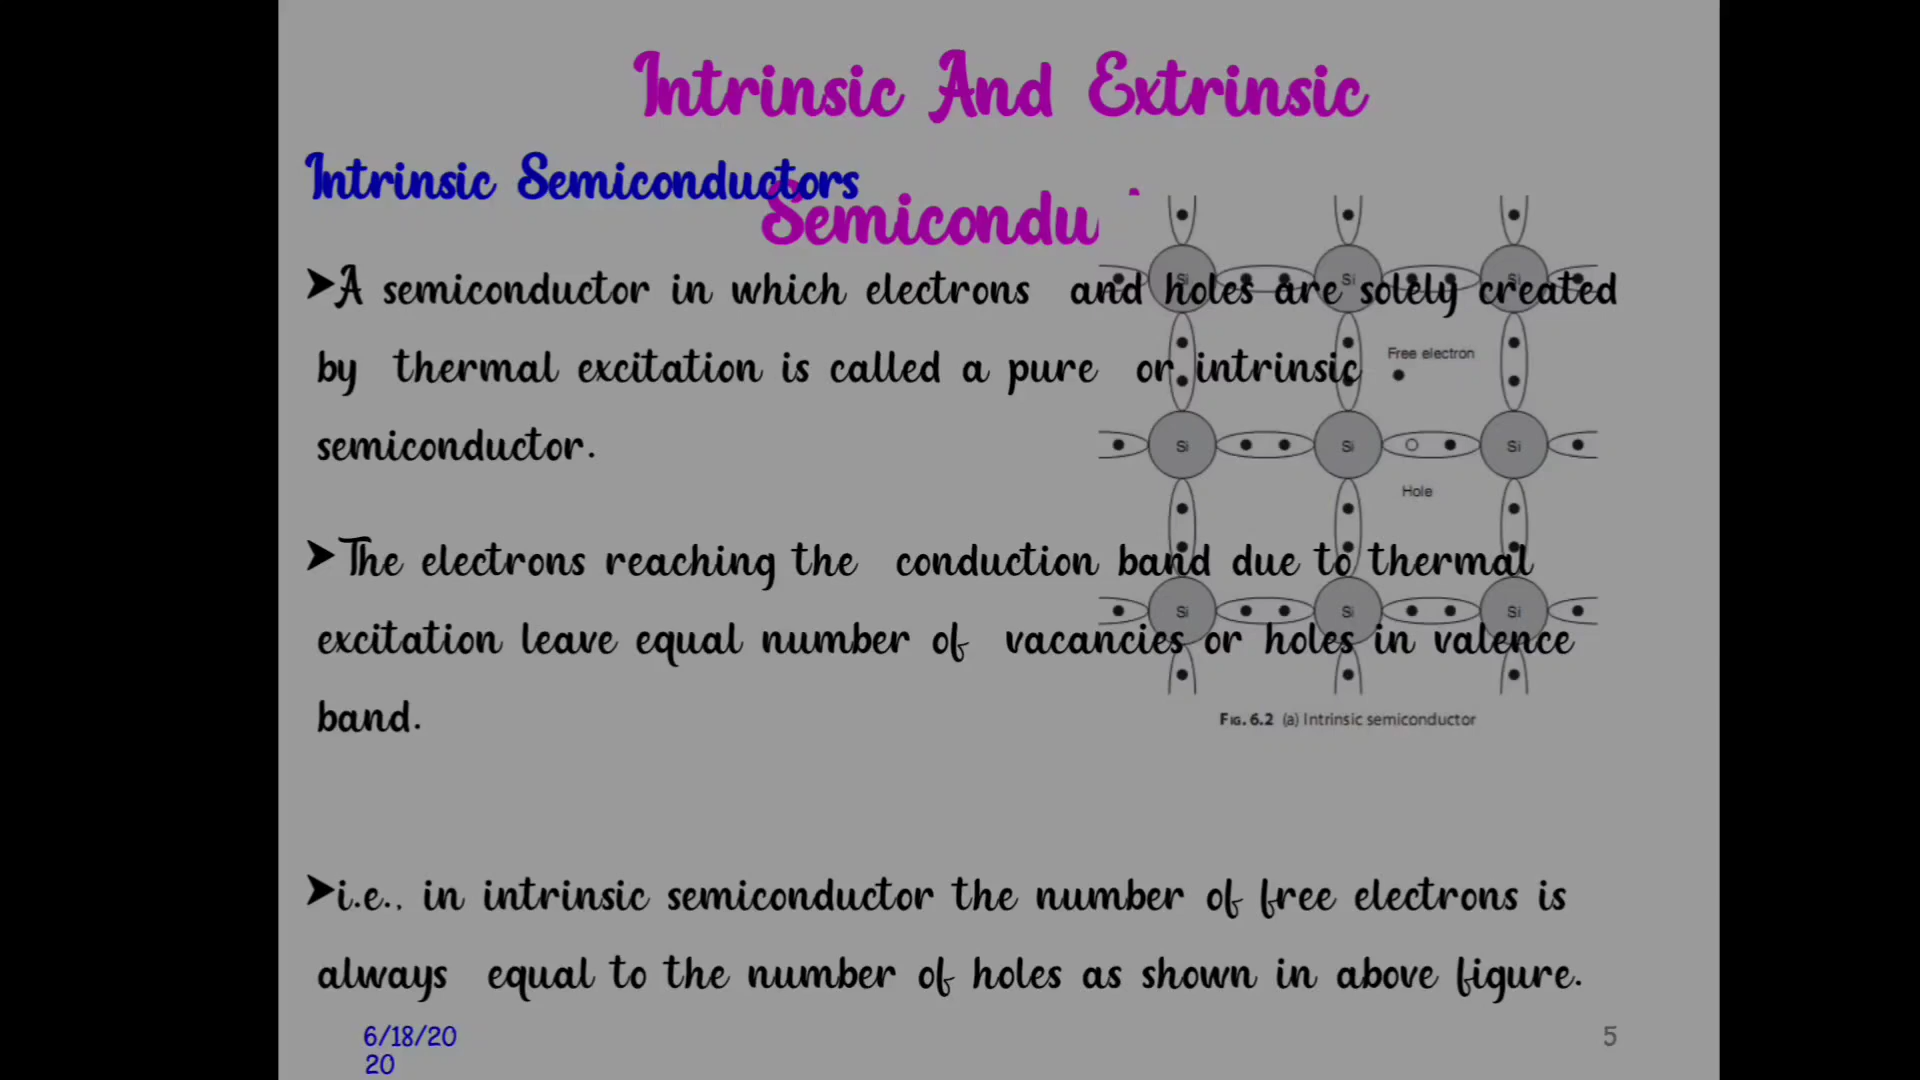 Intrinsic And Extrinsic
Intrinsic Semiconductors
Semicondu
➤A semiconductor in which electrons and holes are solely created
by thermal excitation is called a pure or intrinsic
semiconductor.
➤The electrons reaching the conduction band due to thermal
excitation leave equal number of vacancies or holes in valence
band.
➤i.e., in intrinsic semiconductor the number of free electrons is
always equal to the number of holes as shown in above figure.
Si Si Si
Free electron
Si Si Si
Hole
Si Si Si
FIG. 6.2 (a) Intrinsic semiconductor
6/18/20
20
5